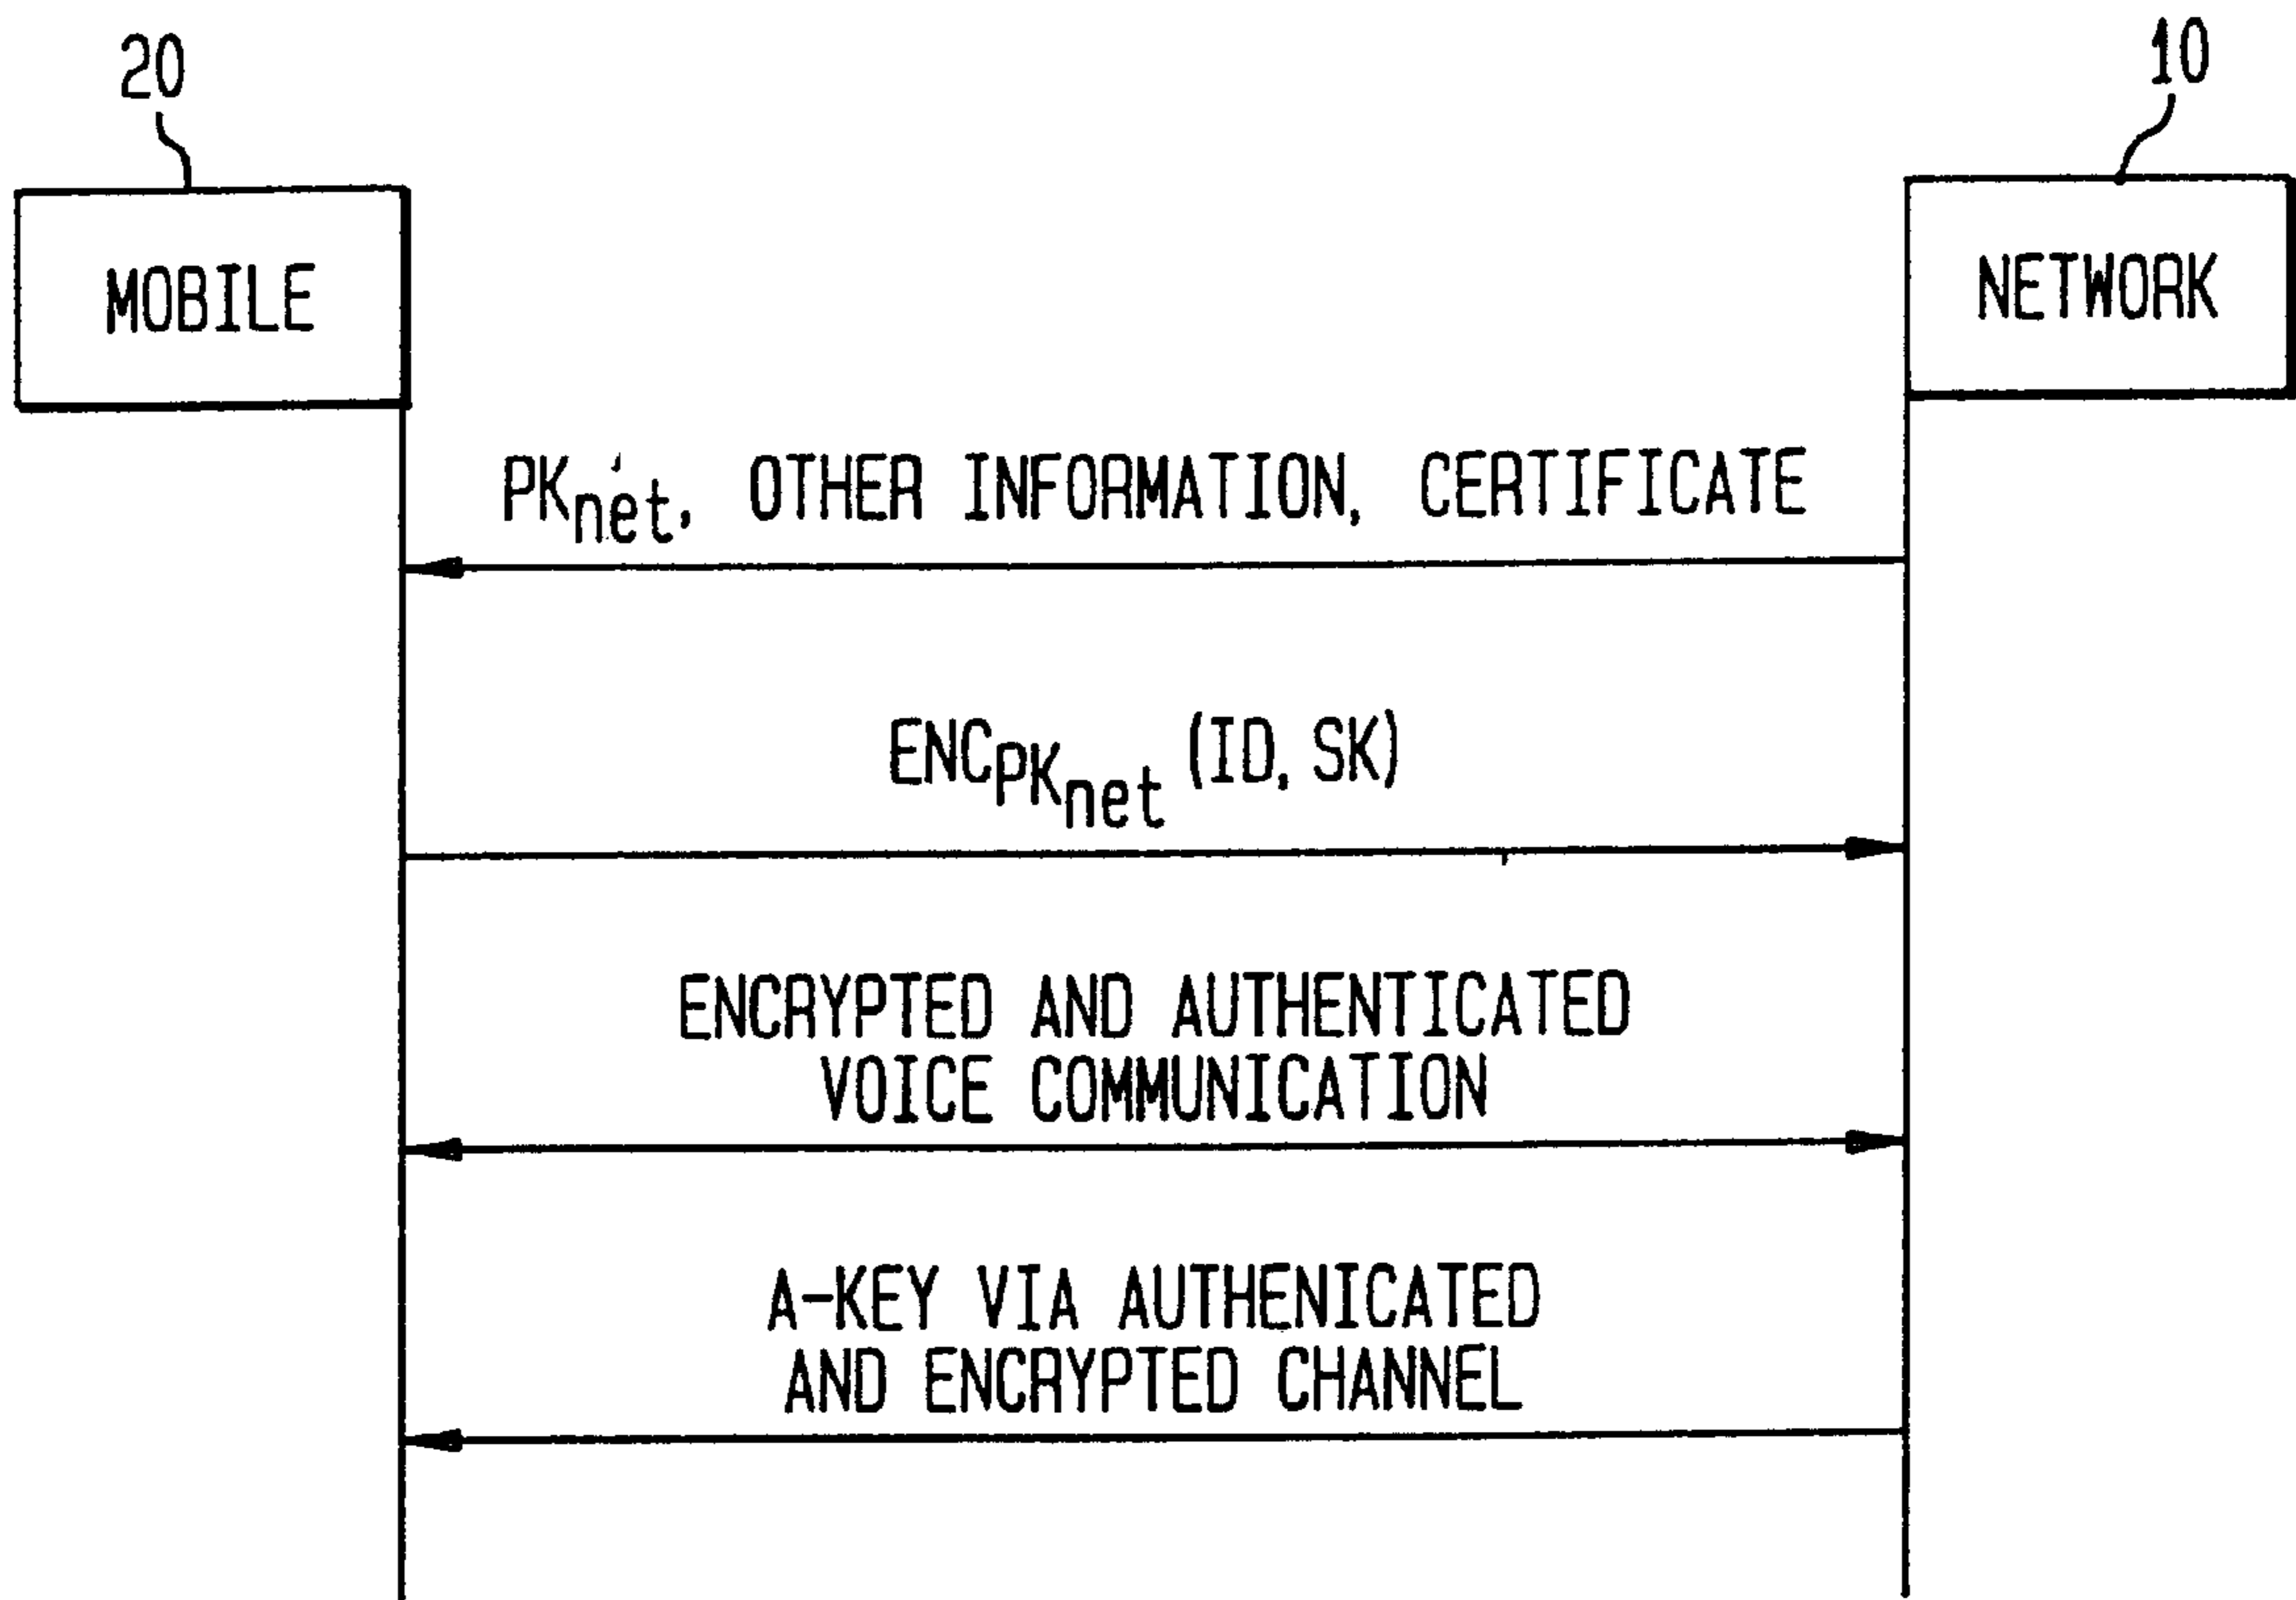 20
10
MOBILE
NETWORK
PKnet, OTHER INFORMATION, CERTIFICATE
ENCPKnet (ID, SK)
ENCRYPTED AND AUTHENTICATED
VOICE COMMUNICATION
A-KEY VIA AUTHENICATED
AND ENCRYPTED CHANNEL